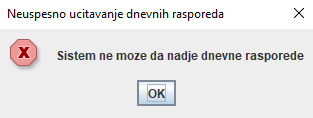 Neuspesno ucitavanje dnevnih rasporeda
Sistem ne moze da nadje dnevne rasporede
OK